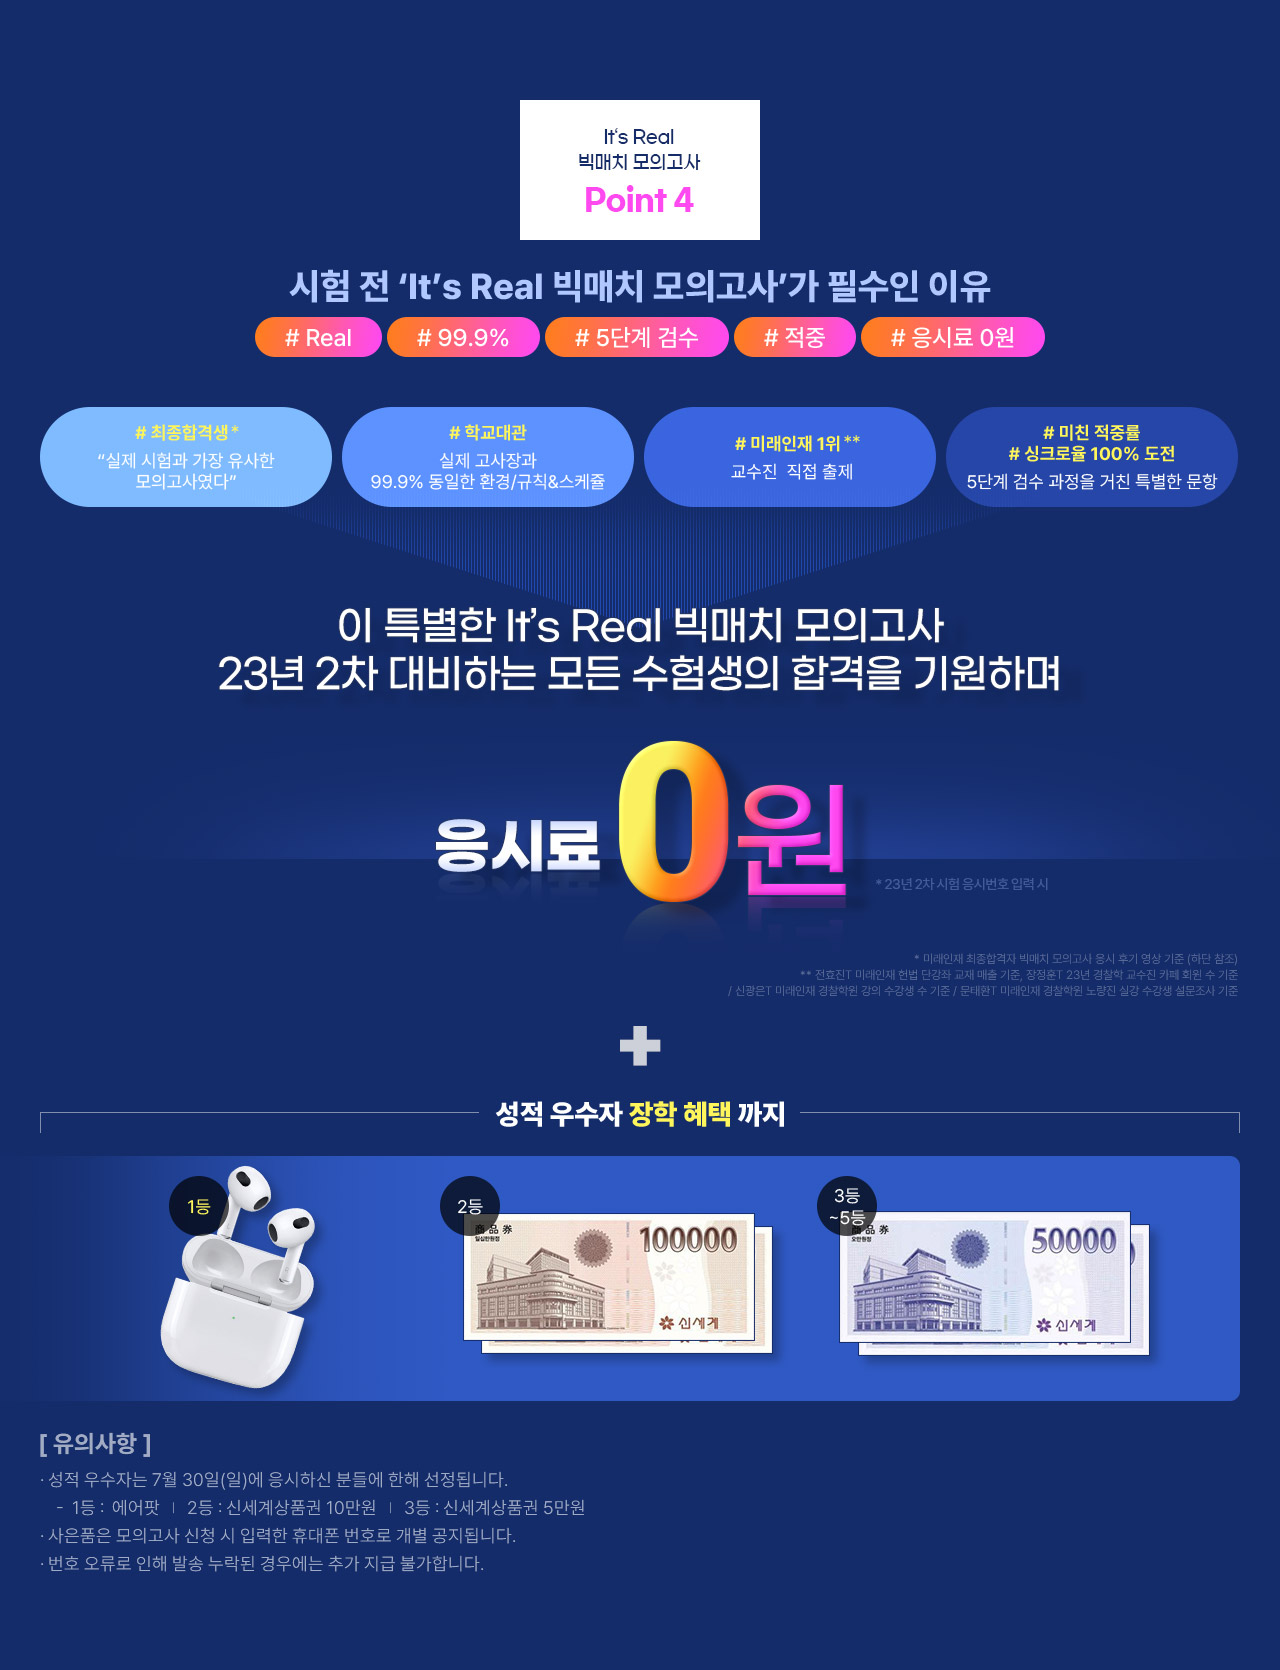 It's Real
빅매치 모의고사
Point 4
시험 전 ‘It’s Real 빅매치 모의고사’가 필수인 이유
# Real
# 99.9%
# 5단계 검수
# 적중
# 응시료 0원
# 최종합격생*
“실제 시험과 가장 유사한
모의고사였다”
# 학교대관
실제 고사장과
99.9% 동일한 환경/규칙&스케쥴
# 미래인재 1위**
교수진 직접 출제
# 미친 적중률
# 싱크로율 100% 도전
5단계 검수 과정을 거친 특별한 문항
이 특별한 It’s Real 빅매치 모의고사
23년 2차 대비하는 모든 수험생의 합격을 기원하며
응시료 0원
* 23년 2차 시험 응시번호 입력 시
* 미래인재 최종합격자 빅매치 모의고사 응시 후기 영상 기준 (하단 참조)
** 전효진T 미래인재 헌법 단강좌 교재 매출 기준, 장정훈T 23년 경찰학 교수진 카페 회원 수 기준
/ 신광은T 미래인재 경찰학원 강의 수강생 수 기준 / 문태환T 미래인재 경찰학원 노량진 실강 수강생 설문조사 기준
성적 우수자 장학 혜택 까지
1등
2등
商品券
일십만원정
100000
신세계
3등
~5등
商品券
오만원정
50000
신세계
[ 유의사항 ]
· 성적 우수자는 7월 30일(일)에 응시하신 분들에 한해 선정됩니다.
- 1등 : 에어팟 ㅣ 2등 : 신세계상품권 10만원 ㅣ 3등 : 신세계상품권 5만원
· 사은품은 모의고사 신청 시 입력한 휴대폰 번호로 개별 공지됩니다.
· 번호 오류로 인해 발송 누락된 경우에는 추가 지급 불가합니다.